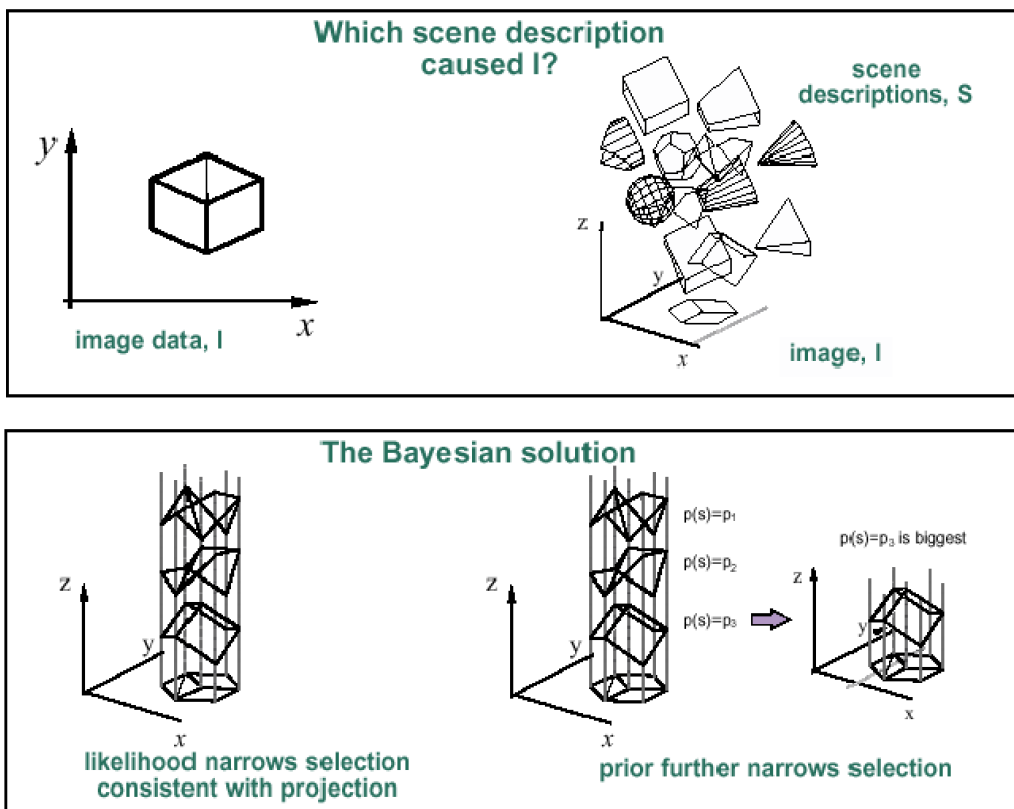 Which scene description
caused I?
scene
descriptions, S
y
x
image data, I
z
y
x
image, I
The Bayesian solution
p(s)=p₁
p(s)=p₂
p(s)=p₃
p(s)=p₃ is biggest
z
y
x
z
y
x
z
y
x
likelihood narrows selection
consistent with projection
prior further narrows selection